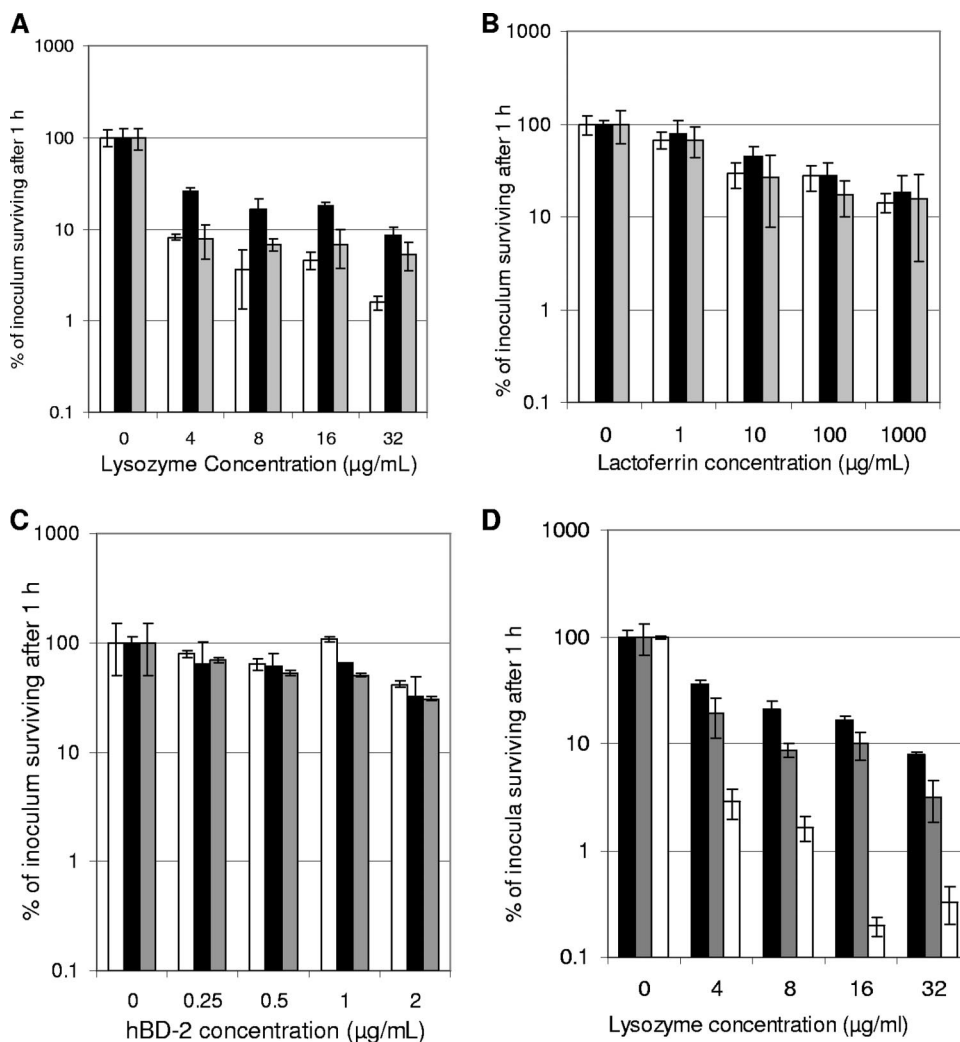 A
1000
100
10
1
0.1
% of inoculum surviving after 1 h
0 4 8 16 32
Lysozyme Concentration (µg/mL)
B
1000
100
10
1
0.1
% of inoculum surviving after 1 h
0 1 10 100 1000
Lactoferrin concentration (µg/mL)
C
1000
100
10
1
0.1
% of inoculum surviving after 1 h
0 0.25 0.5 1 2
hBD-2 concentration (µg/mL)
D
1000
100
10
1
0.1
% of inocula surviving after 1 h
0 4 8 16 32
Lysozyme concentration (µg/ml)